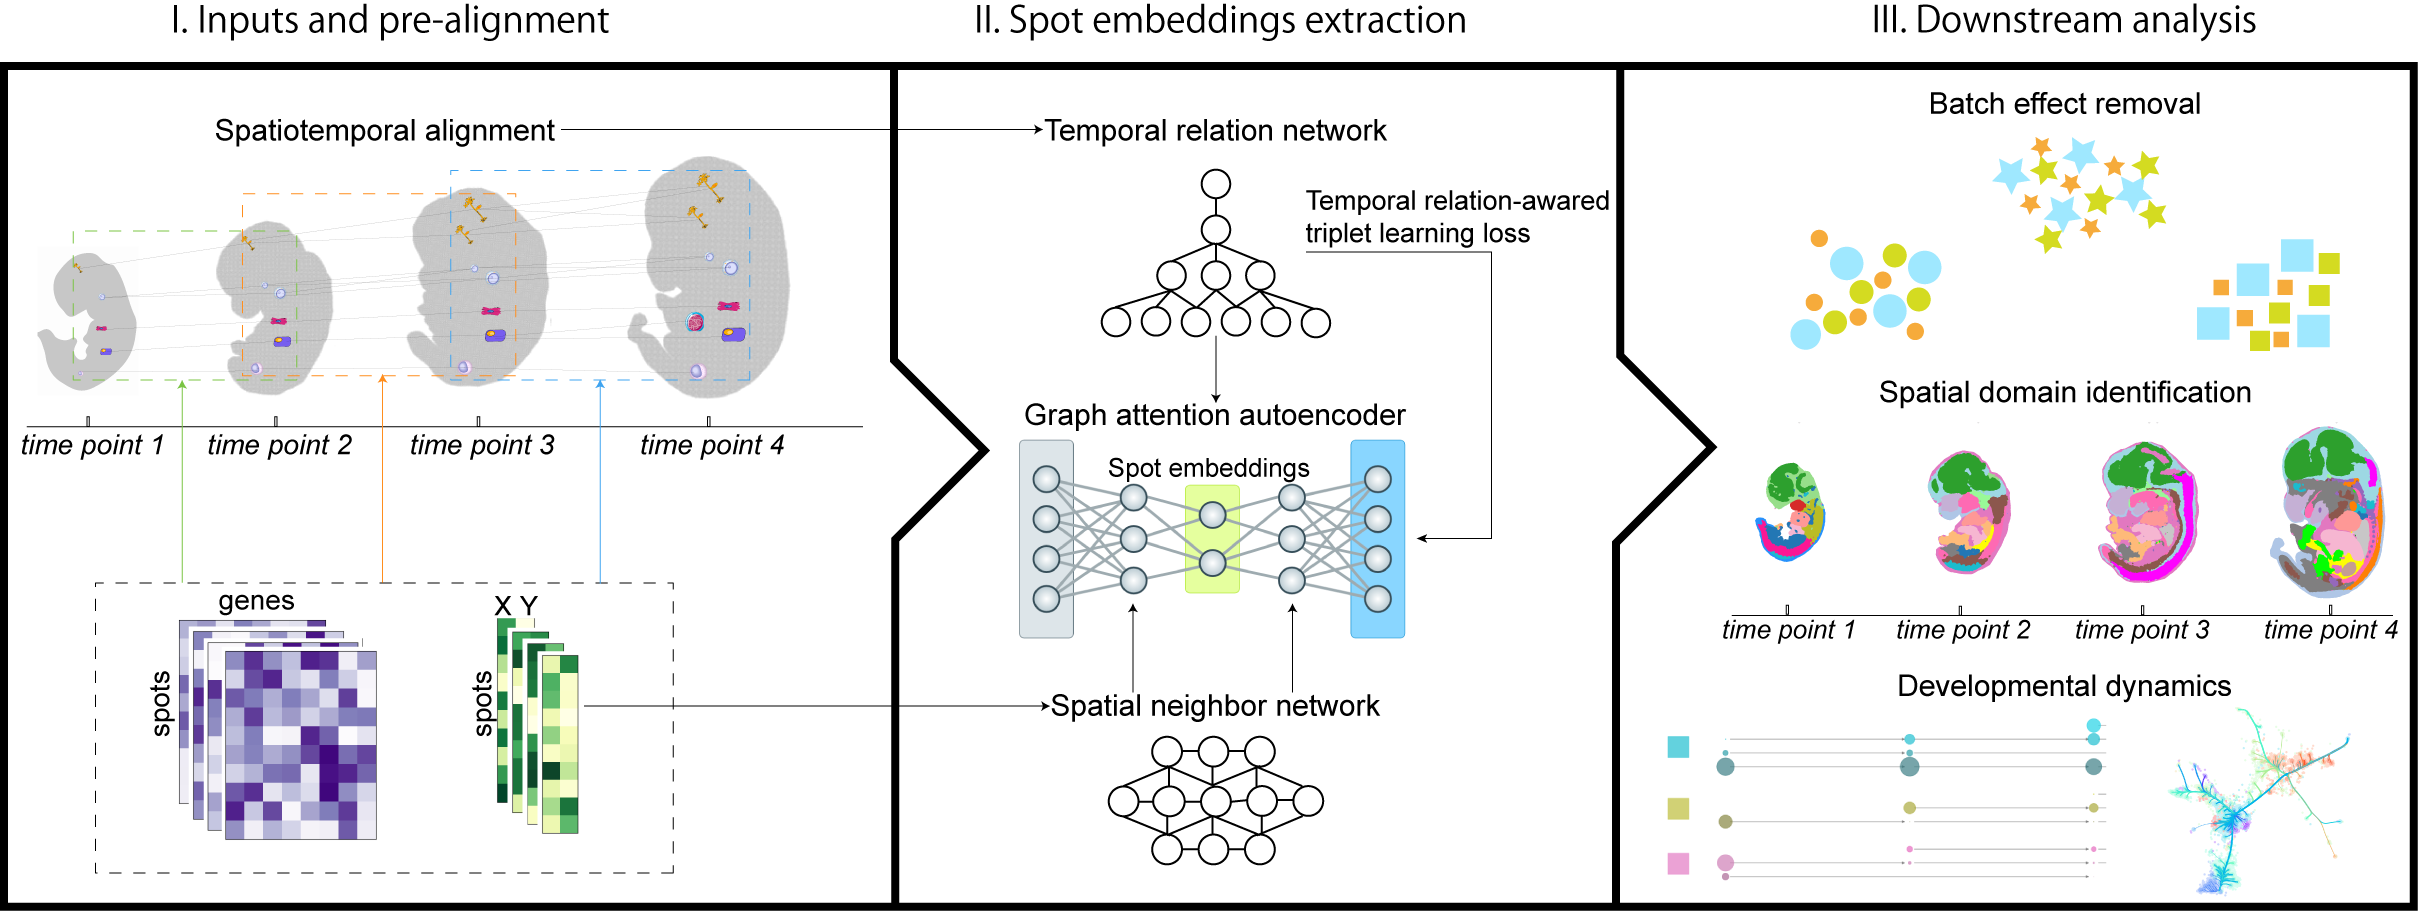 I. Inputs and pre-alignment
Spatiotemporal alignment
time point 1
time point 2
time point 3
time point 4
genes
spots
X Y
spots
II. Spot embeddings extraction
Temporal relation network
Temporal relation-awared
triplet learning loss
Graph attention autoencoder
Spot embeddings
Spatial neighbor network
III. Downstream analysis
Batch effect removal
Spatial domain identification
time point 1
time point 2
time point 3
time point 4
Developmental dynamics